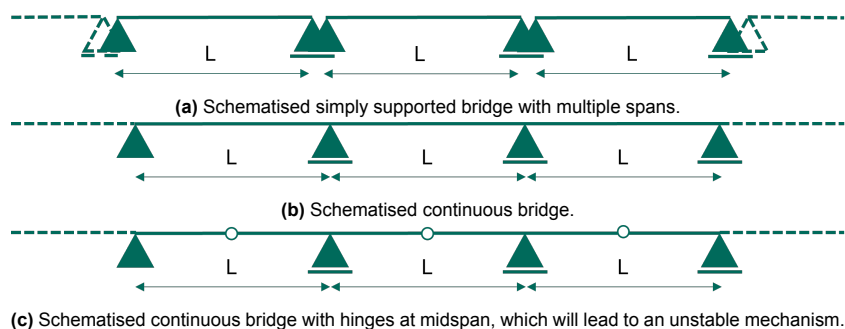 L L L
(a) Schematised simply supported bridge with multiple spans.
L L L
(b) Schematised continuous bridge.
L L L
(c) Schematised continuous bridge with hinges at midspan, which will lead to an unstable mechanism.